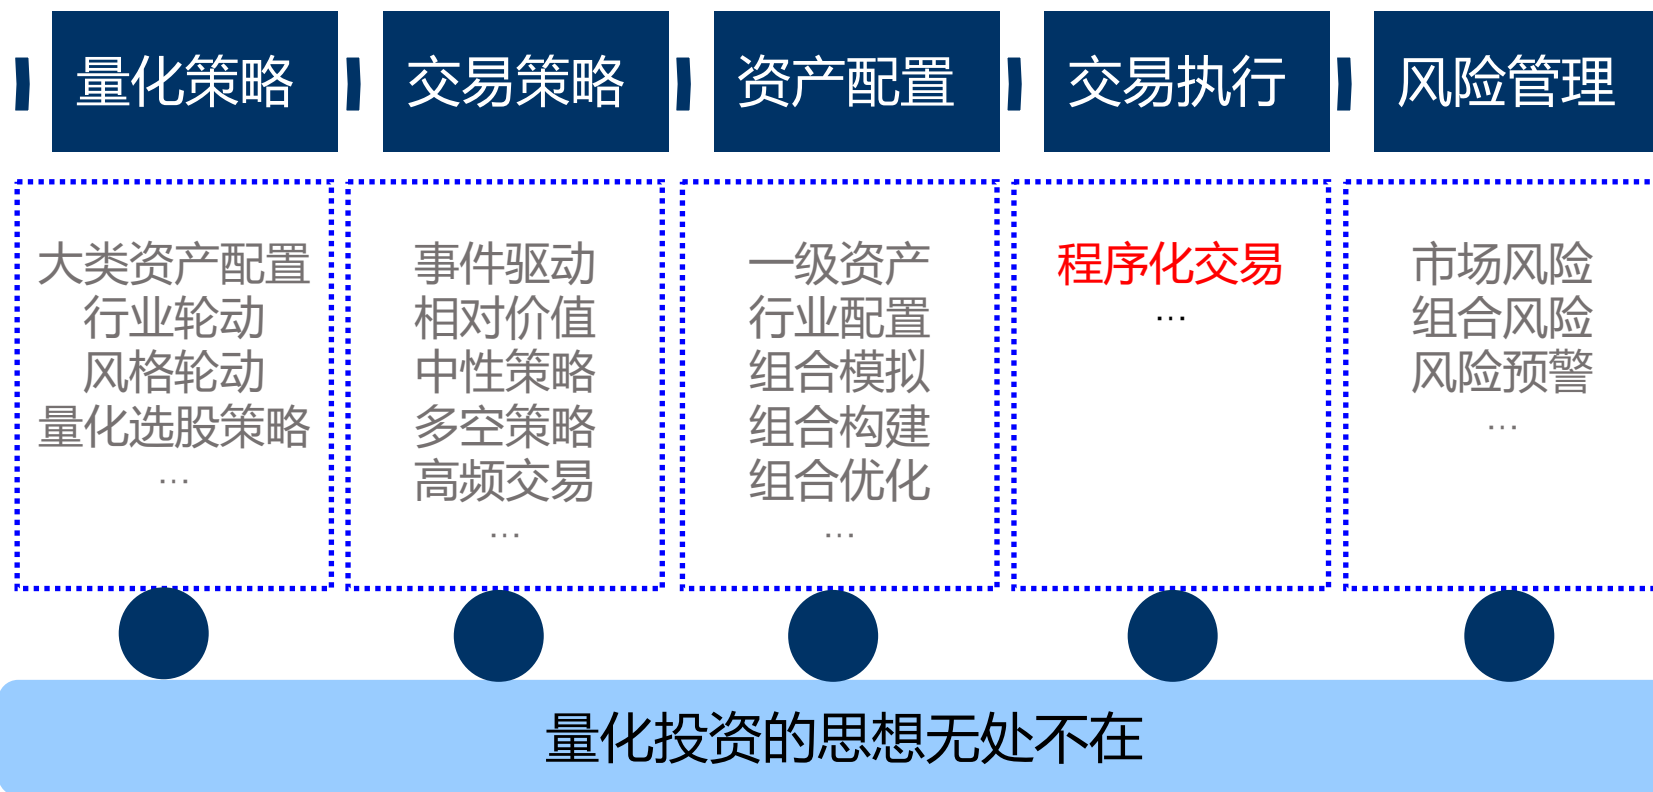 量化策略
交易策略
资产配置
交易执行
风险管理
大类资产配置
行业轮动
风格轮动
量化选股策略
…
事件驱动
相对价值
中性策略
多空策略
高频交易
…
一级资产
行业配置
组合模拟
组合构建
组合优化
…
程序化交易
…
市场风险
组合风险
风险预警
…
量化投资的思想无处不在